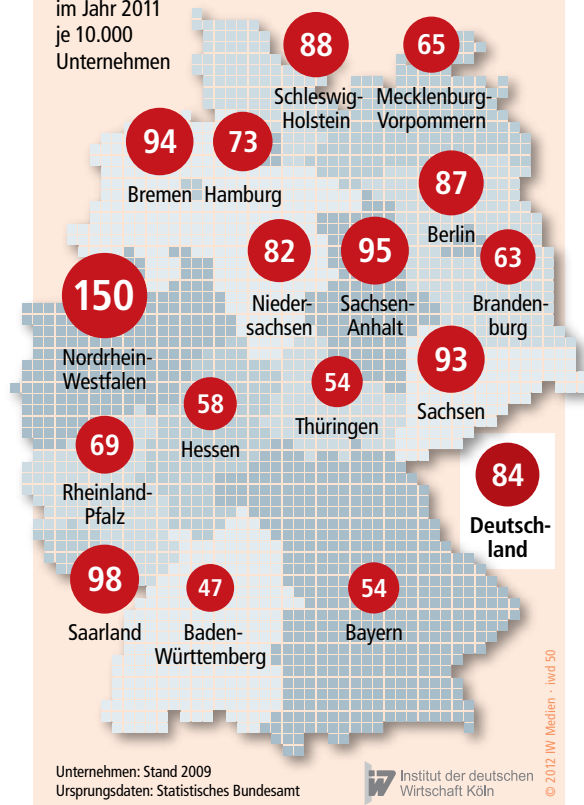 im Jahr 2011
je 10.000
Unternehmen
88
Schleswig-
Holstein
65
Mecklenburg-
Vorpommern
94
Bremen
73
Hamburg
87
Berlin
82
Nieder-
sachsen
95
Sachsen-
Anhalt
63
Branden-
burg
150
Nordrhein-
Westfalen
93
Sachsen
54
Thüringen
58
Hessen
69
Rheinland-
Pfalz
84
Deutsch-
land
98
Saarland
47
Baden-
Württemberg
54
Bayern
Unternehmen: Stand 2009
Ursprungsdaten: Statistisches Bundesamt
iw
Institut der deutschen
Wirtschaft Köln
© 2012 IW Medien · iwd 50